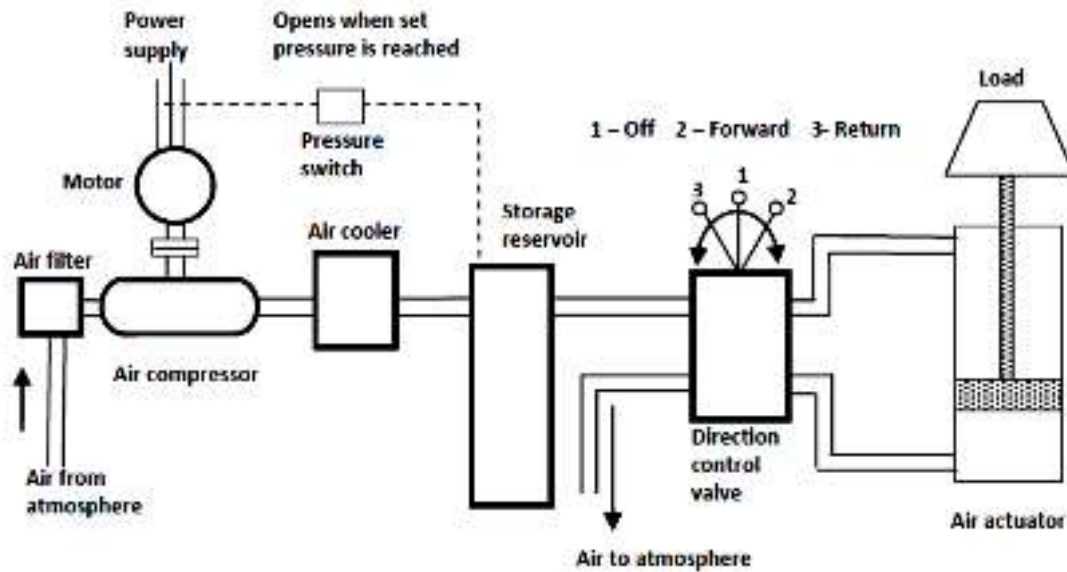 Power
supply
Opens when set
pressure is reached
Load
1 – Off 2 – Forward 3- Return
Pressure
switch
Motor
1
3
2
Storage
reservoir
Air cooler
Air filter
Air compressor
Direction
control
valve
Air from
atmosphere
Air actuator
Air to atmosphere